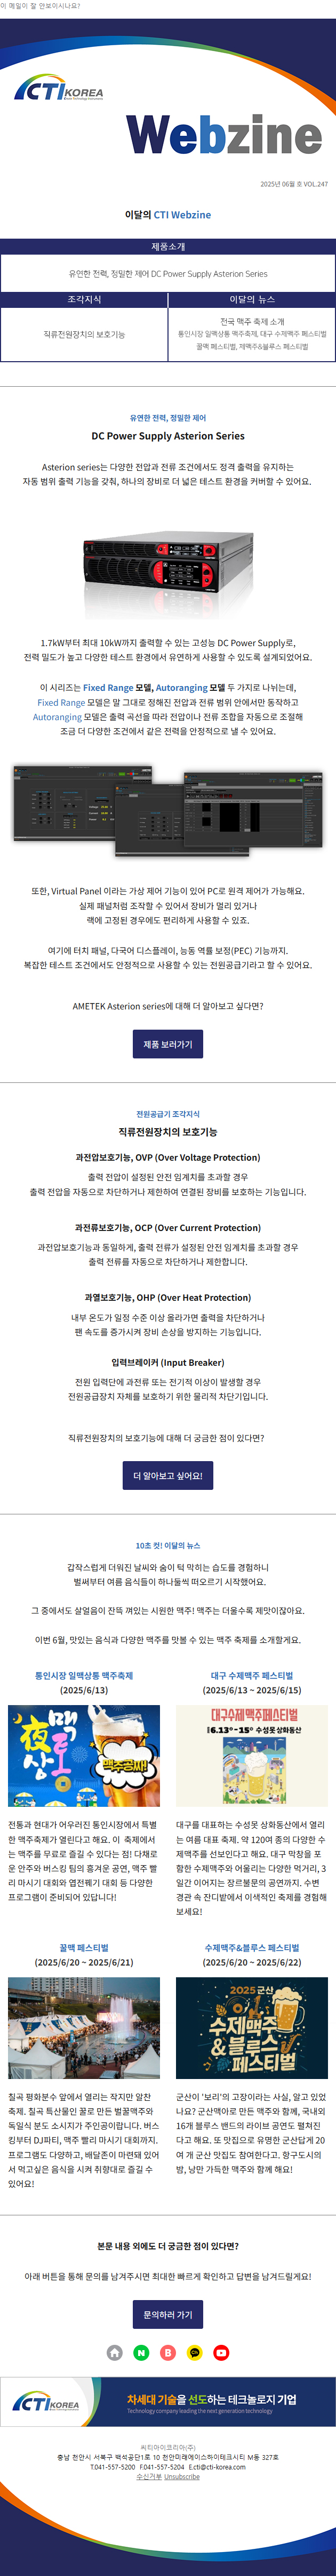 이 메일이 잘 안보이시나요?
CTI KOREA
Webzine
2025년 06월 호 VOL.247
이달의 CTI Webzine
제품소개
유연한 전력, 정밀한 제어 DC Power Supply Asterion Series
조각지식
이달의 뉴스
직류전원장치의 보호기능
전국 맥주 축제 소개
통인시장 일맥상통 맥주축제, 대구 수제맥주 페스티벌
꿀맥 페스티벌, 제맥주&블루스 페스티벌
유연한 전력, 정밀한 제어
DC Power Supply Asterion Series
Asterion series는 다양한 전압과 전류 조건에서도 정격 출력을 유지하는
자동 범위 출력 기능을 갖춰, 하나의 장비로 더 넓은 테스트 환경을 커버할 수 있어요.
1.7kW부터 최대 10kW까지 출력할 수 있는 고성능 DC Power Supply로,
전력 밀도가 높고 다양한 테스트 환경에서 유연하게 사용할 수 있도록 설계되었어요.
이 시리즈는 Fixed Range 모델, Autoranging 모델 두 가지로 나뉘는데,
Fixed Range 모델은 말 그대로 정해진 전압과 전류 범위 안에서만 동작하고
Autoranging 모델은 출력 곡선을 따라 전압이나 전류 조합을 자동으로 조절해
조금 더 다양한 조건에서 같은 전력을 안정적으로 낼 수 있어요.
또한, Virtual Panel 이라는 가상 제어 기능이 있어 PC로 원격 제어가 가능해요.
실제 패널처럼 조작할 수 있어서 장비가 멀리 있거나
랙에 고정된 경우에도 편리하게 사용할 수 있죠.
여기에 터치 패널, 다국어 디스플레이, 능동 역률 보정(PEC) 기능까지.
복잡한 테스트 조건에서도 안정적으로 사용할 수 있는 전원공급기라고 할 수 있어요.
AMETEK Asterion series에 대해 더 알아보고 싶다면?
제품 보러가기
전원공급기 조각지식
직류전원장치의 보호기능
과전압보호기능, OVP (Over Voltage Protection)
출력 전압이 설정된 안전 임계치를 초과할 경우
출력 전압을 자동으로 차단하거나 제한하여 연결된 장비를 보호하는 기능입니다.
과전류보호기능, OCP (Over Current Protection)
과전압보호기능과 동일하게, 출력 전류가 설정된 안전 임계치를 초과할 경우
출력 전류를 자동으로 차단하거나 제한합니다.
과열보호기능, OHP (Over Heat Protection)
내부 온도가 일정 수준 이상 올라가면 출력을 차단하거나
팬 속도를 증가시켜 장비 손상을 방지하는 기능입니다.
입력브레이커 (Input Breaker)
전원 입력단에 과전류 또는 전기적 이상이 발생할 경우
전원공급장치 자체를 보호하기 위한 물리적 차단기입니다.
직류전원장치의 보호기능에 대해 더 궁금한 점이 있다면?
더 알아보고 싶어요!
10초 컷! 이달의 뉴스
갑작스럽게 더워진 날씨와 숨이 턱 막히는 습도를 경험하니
벌써부터 여름 음식들이 하나둘씩 떠오르기 시작했어요.
그 중에서도 살얼음이 잔뜩 껴있는 시원한 맥주! 맥주는 더울수록 제맛이잖아요.
이번 6월, 맛있는 음식과 다양한 맥주를 맛볼 수 있는 맥주 축제를 소개할게요.
통인시장 일맥상통 맥주축제
(2025/6/13)
夜맥상토
맥주공짜!
전통과 현대가 어우러진 통인시장에서 특별
한 맥주축제가 열린다고 해요. 이 축제에서
는 맥주를 무료로 즐길 수 있다는 점! 다채로
운 안주와 버스킹 팀의 흥겨운 공연, 맥주 빨
리 마시기 대회와 엽전꿰기 대회 등 다양한
프로그램이 준비되어 있답니다!
대구 수제맥주 페스티벌
(2025/6/13 ~ 2025/6/15)
대구수제맥주페스티벌
6.13~15 수성못 상화동산
대구를 대표하는 수성못 상화동산에서 열리
는 여름 대표 축제. 약 120여 종의 다양한 수
제맥주를 선보인다고 해요. 대구 막창을 포
함한 수제맥주와 어울리는 다양한 먹거리, 3
일간 이어지는 장르불문의 공연까지. 수변
경관 속 잔디밭에서 이색적인 축제를 경험해
보세요!
꿀맥 페스티벌
(2025/6/20 ~ 2025/6/21)
칠곡 평화분수 앞에서 열리는 작지만 알찬
축제. 칠곡 특산물인 꿀로 만든 벌꿀맥주와
독일식 분도 소시지가 주인공이랍니다. 버스
킹부터 DJ파티, 맥주 빨리 마시기 대회까지.
프로그램도 다양하고, 배달존이 마련돼 있어
서 먹고싶은 음식을 시켜 취향대로 즐길 수
있어요!
수제맥주&블루스 페스티벌
(2025/6/20 ~ 2025/6/22)
2025 군산
수제맥주
&블루스
페스티벌
군산이 '보리'의 고장이라는 사실, 알고 있었
나요? 군산맥아로 만든 맥주와 함께, 국내외
16개 블루스 밴드의 라이브 공연도 펼쳐진
다고 해요. 또 맛집으로 유명한 군산답게 20
여 개 군산 맛집도 참여한다고. 항구도시의
밤, 낭만 가득한 맥주와 함께 해요!
본문 내용 외에도 더 궁금한 점이 있다면?
아래 버튼을 통해 문의를 남겨주시면 최대한 빠르게 확인하고 답변을 남겨드릴게요!
문의하러 가기
CTI KOREA
차세대 기술을 선도하는 테크놀로지 기업
Technology company leading the next generation technology
씨티아이코리아(주)
충남 천안시 서북구 백석공단1로 10 천안미래에이스하이테크시티 M동 327호
T.041-557-5200 F.041-557-5204 E.cti@cti-korea.com
수신거부 Unsubscribe